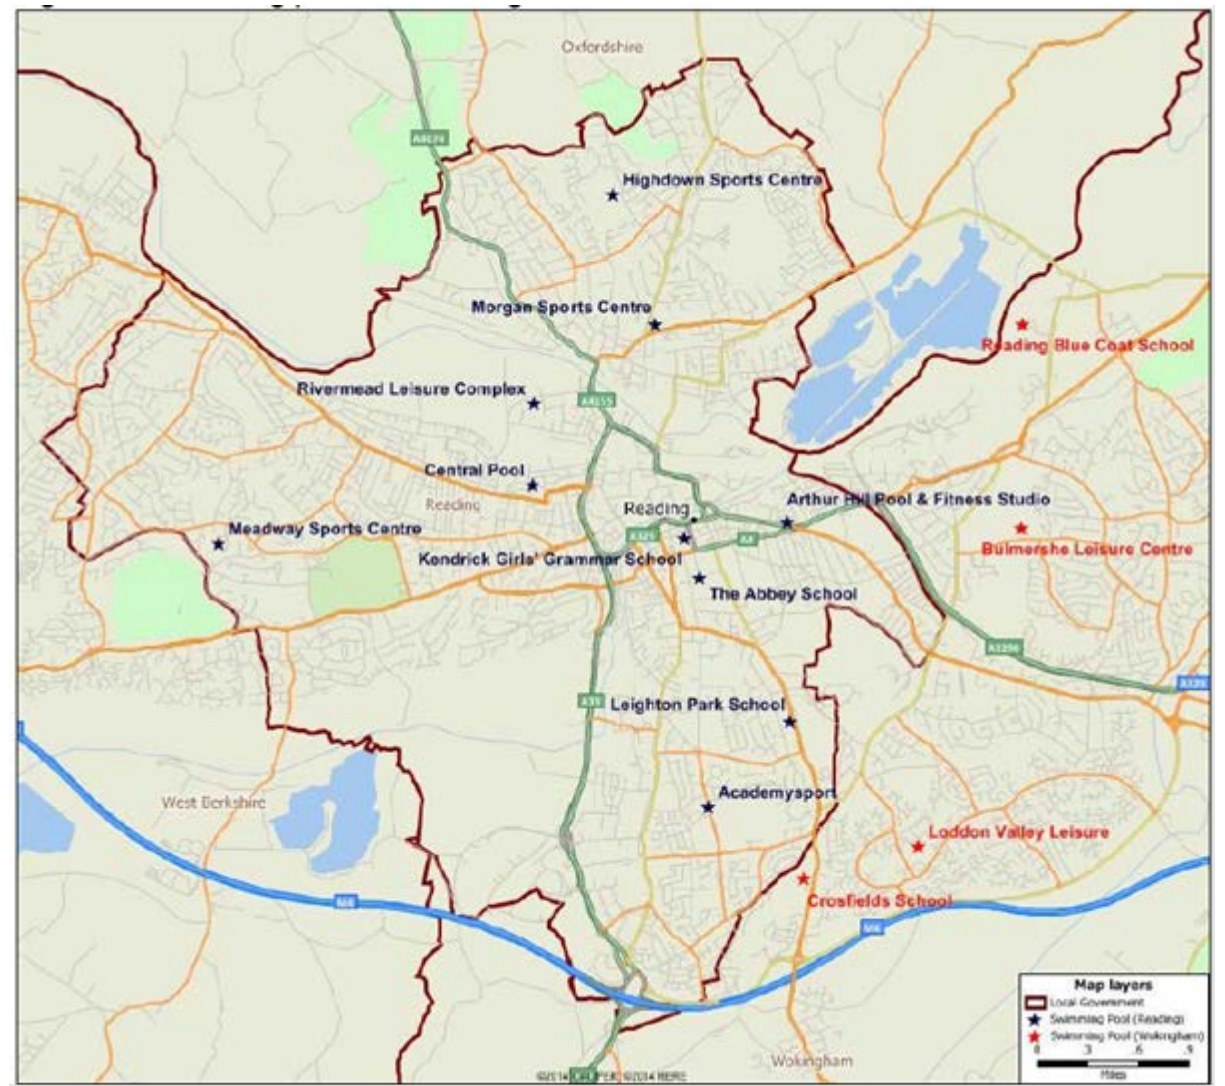 Oxfordshire
A4074
Highdown Sports Centre
Morgan Sports Centre
Reading Blue Coat School
Rivermead Leisure Complex
A4155
Central Pool
Reading
Arthur Hill Pool & Fitness Studio
Reading
Meadway Sports Centre
A329
A4
Bulmershe Leisure Centre
Kendrick Girls' Grammar School
The Abbey School
A329
A33
Leighton Park School
Academysport
West Berkshire
Loddon Valley Leisure
Crosfields School
M4
M4
Map layers
Local Government
Swimming Pool (Reading)
Swimming Pool (Wokingham)
0 .3 .6 .9
Miles
Wokingham